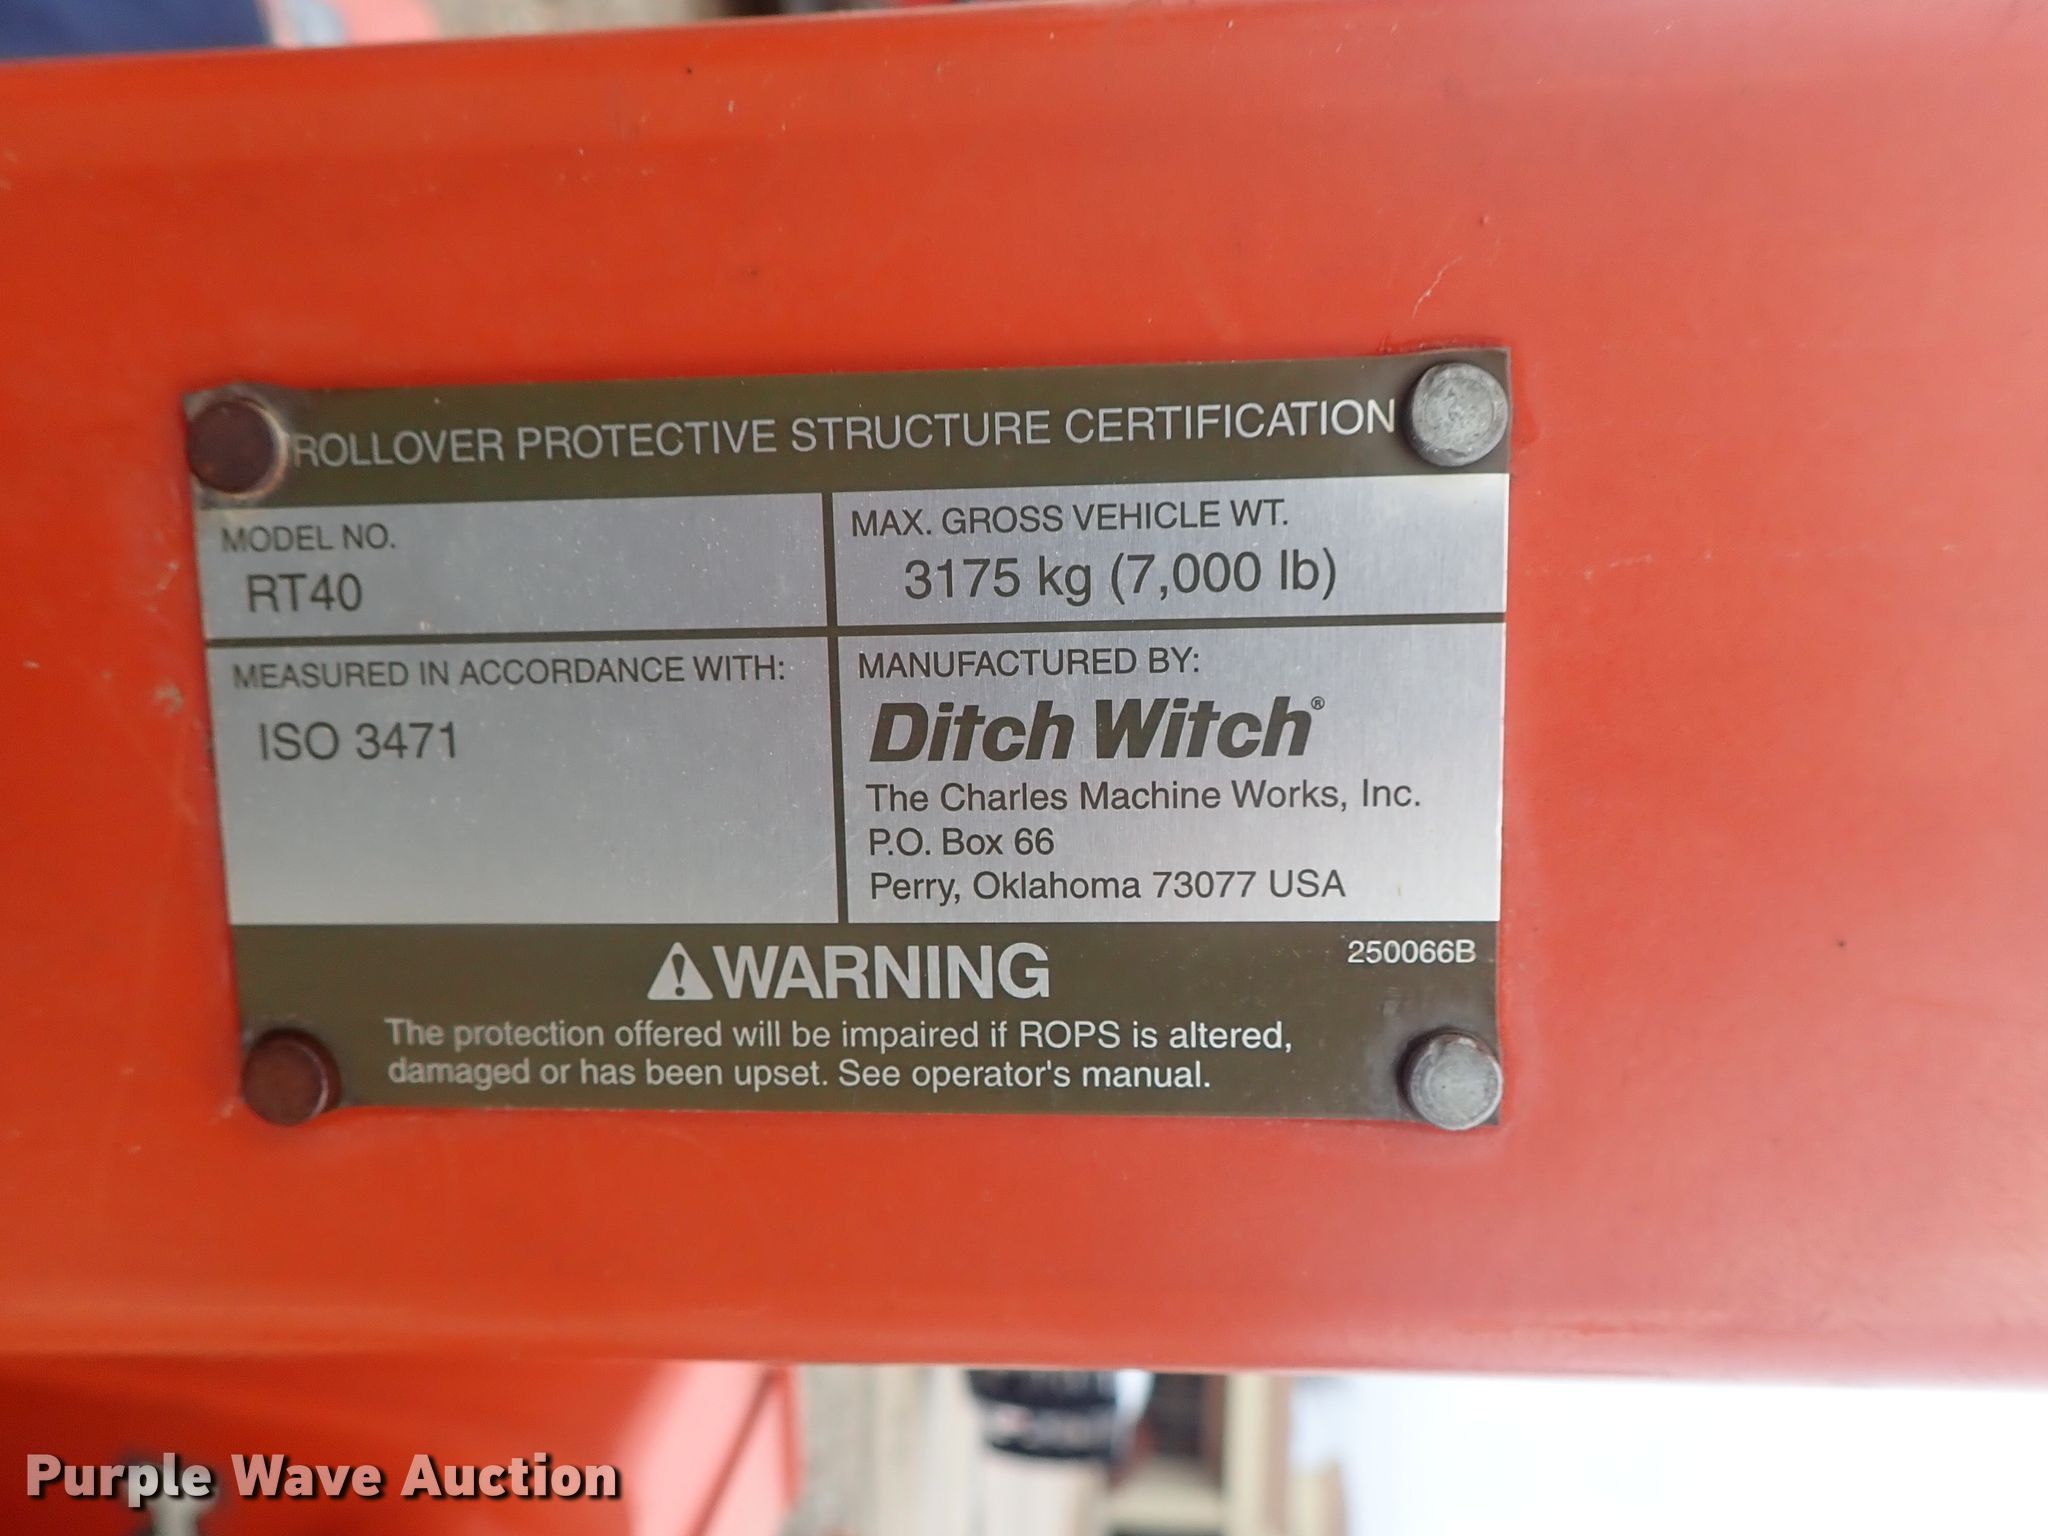 ROLLOVER PROTECTIVE STRUCTURE CERTIFICATION
MODEL NO.
RT40
MAX. GROSS VEHICLE WT.
3175 kg (7,000 lb)
MEASURED IN ACCORDANCE WITH:
ISO 3471
MANUFACTURED BY:
Ditch Witch®
The Charles Machine Works, Inc.
P.O. Box 66
Perry, Oklahoma 73077 USA
⚠WARNING
250066B
The protection offered will be impaired if ROPS is altered,
damaged or has been upset. See operator's manual.
Purple Wave Auction